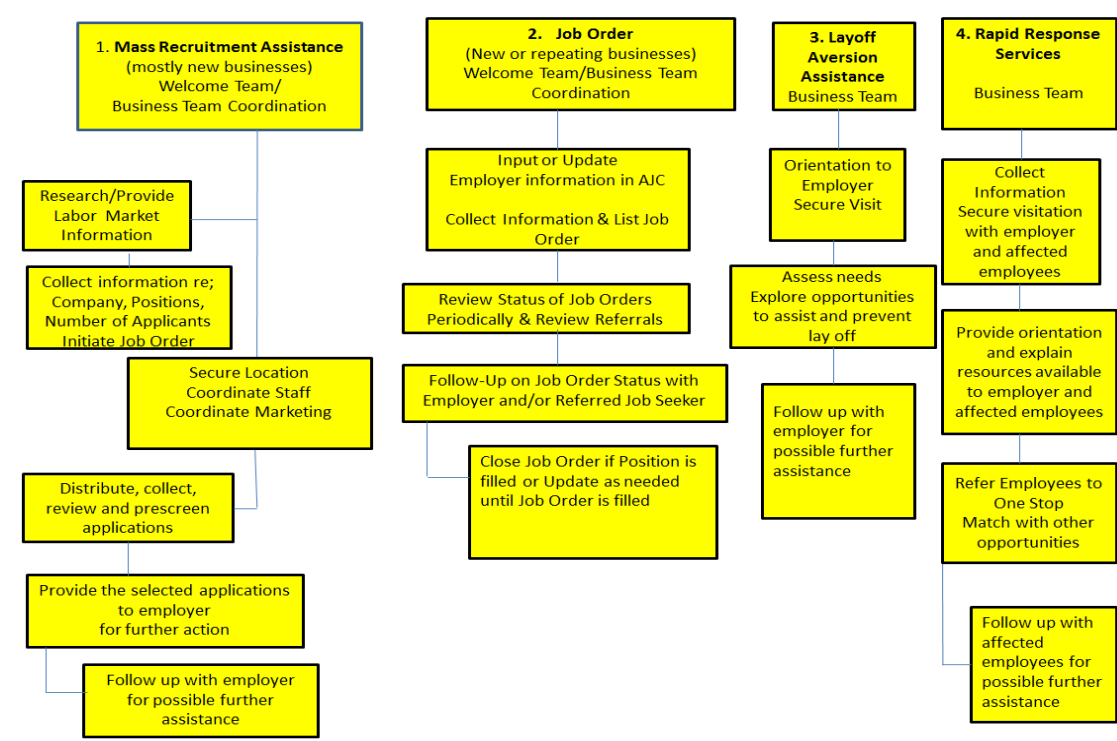 1. Mass Recruitment Assistance
(mostly new businesses)
Welcome Team/
Business Team Coordination
Research/Provide
Labor Market
Information
Collect information re;
Company, Positions,
Number of Applicants
Initiate Job Order
Secure Location
Coordinate Staff
Coordinate Marketing
Distribute, collect,
review and prescreen
applications
Provide the selected applications
to employer
for further action
Follow up with employer
for possible further
assistance
2. Job Order
(New or repeating businesses)
Welcome Team/Business Team
Coordination
Input or Update
Employer information in AJC
Collect Information & List Job
Order
Review Status of Job Orders
Periodically & Review Referrals
Follow-Up on Job Order Status with
Employer and/or Referred Job Seeker
Close Job Order if Position is
filled or Update as needed
until Job Order is filled
3. Layoff
Aversion
Assistance
Business Team
Orientation to
Employer
Secure Visit
Assess needs
Explore opportunities
to assist and prevent
lay off
Follow up with
employer for
possible further
assistance
4. Rapid Response
Services
Business Team
Collect
Information
Secure visitation
with employer
and affected
employees
Provide orientation
and explain
resources available
to employer and
affected employees
Refer Employees to
One Stop
Match with other
opportunities
Follow up with
affected
employees for
possible further
assistance